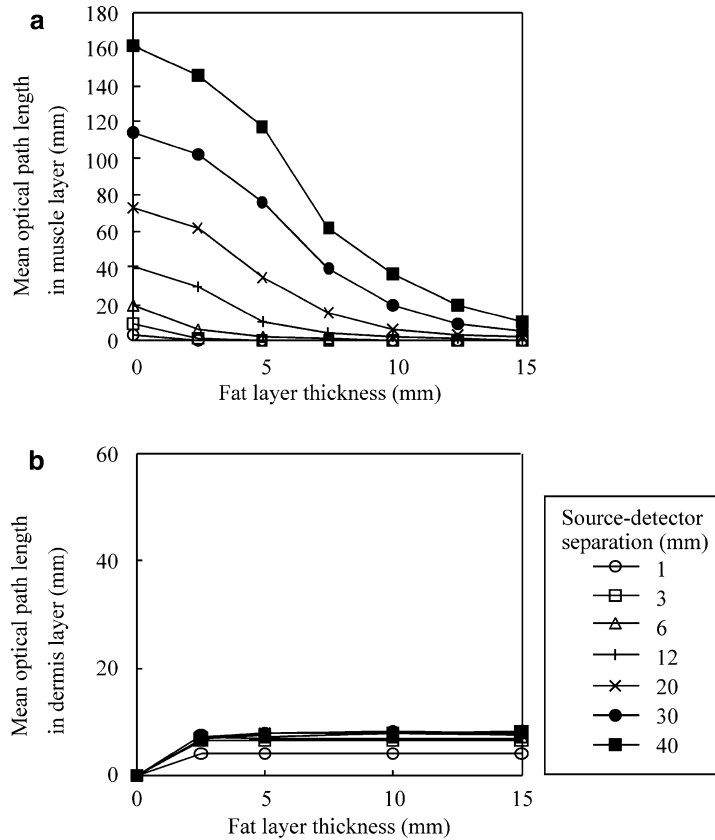 a
180
160
140
120
100
80
60
40
20
0
Mean optical path length
in muscle layer (mm)
0 5 10 15
Fat layer thickness (mm)
b
60
40
20
0
Mean optical path length
in dermis layer (mm)
0 5 10 15
Fat layer thickness (mm)
Source-detector
separation (mm)
1
3
6
12
20
30
40